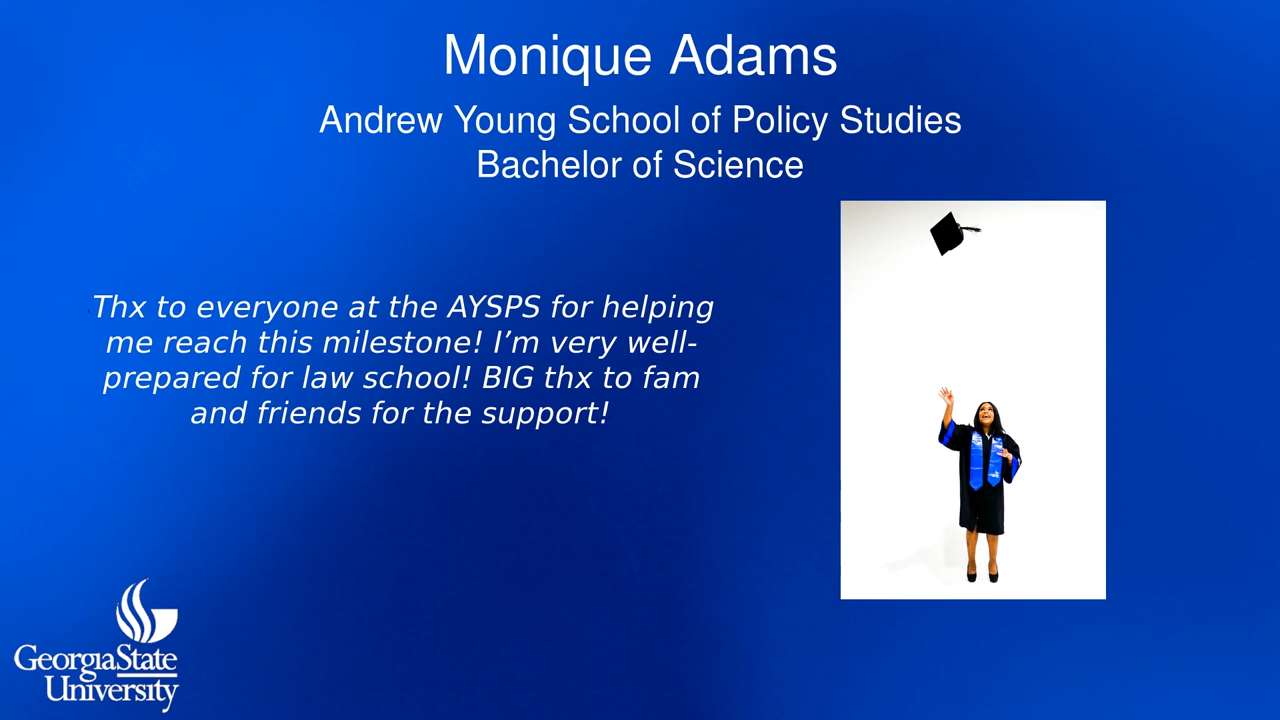 Monique Adams
Andrew Young School of Policy Studies
Bachelor of Science
Thx to everyone at the AYSPS for helping
me reach this milestone! I’m very well-
prepared for law school! BIG thx to fam
and friends for the support!
GeorgiaState
University